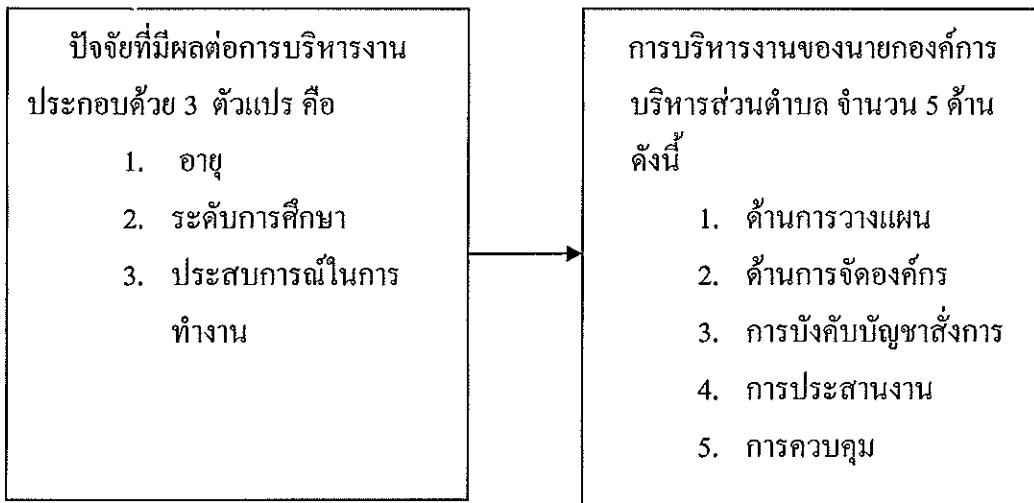 ปัจจัยที่มีผลต่อการบริหารงาน
ประกอบด้วย 3 ตัวแปร คือ
1. อายุ
2. ระดับการศึกษา
3. ประสบการณ์ในการ
ทำงาน
การบริหารงานของนายกองค์การ
บริหารส่วนตำบล จำนวน 5 ด้าน
ดังนี้
1. ด้านการวางแผน
2. ด้านการจัดองค์กร
3. การบังคับบัญชาสั่งการ
4. การประสานงาน
5. การควบคุม